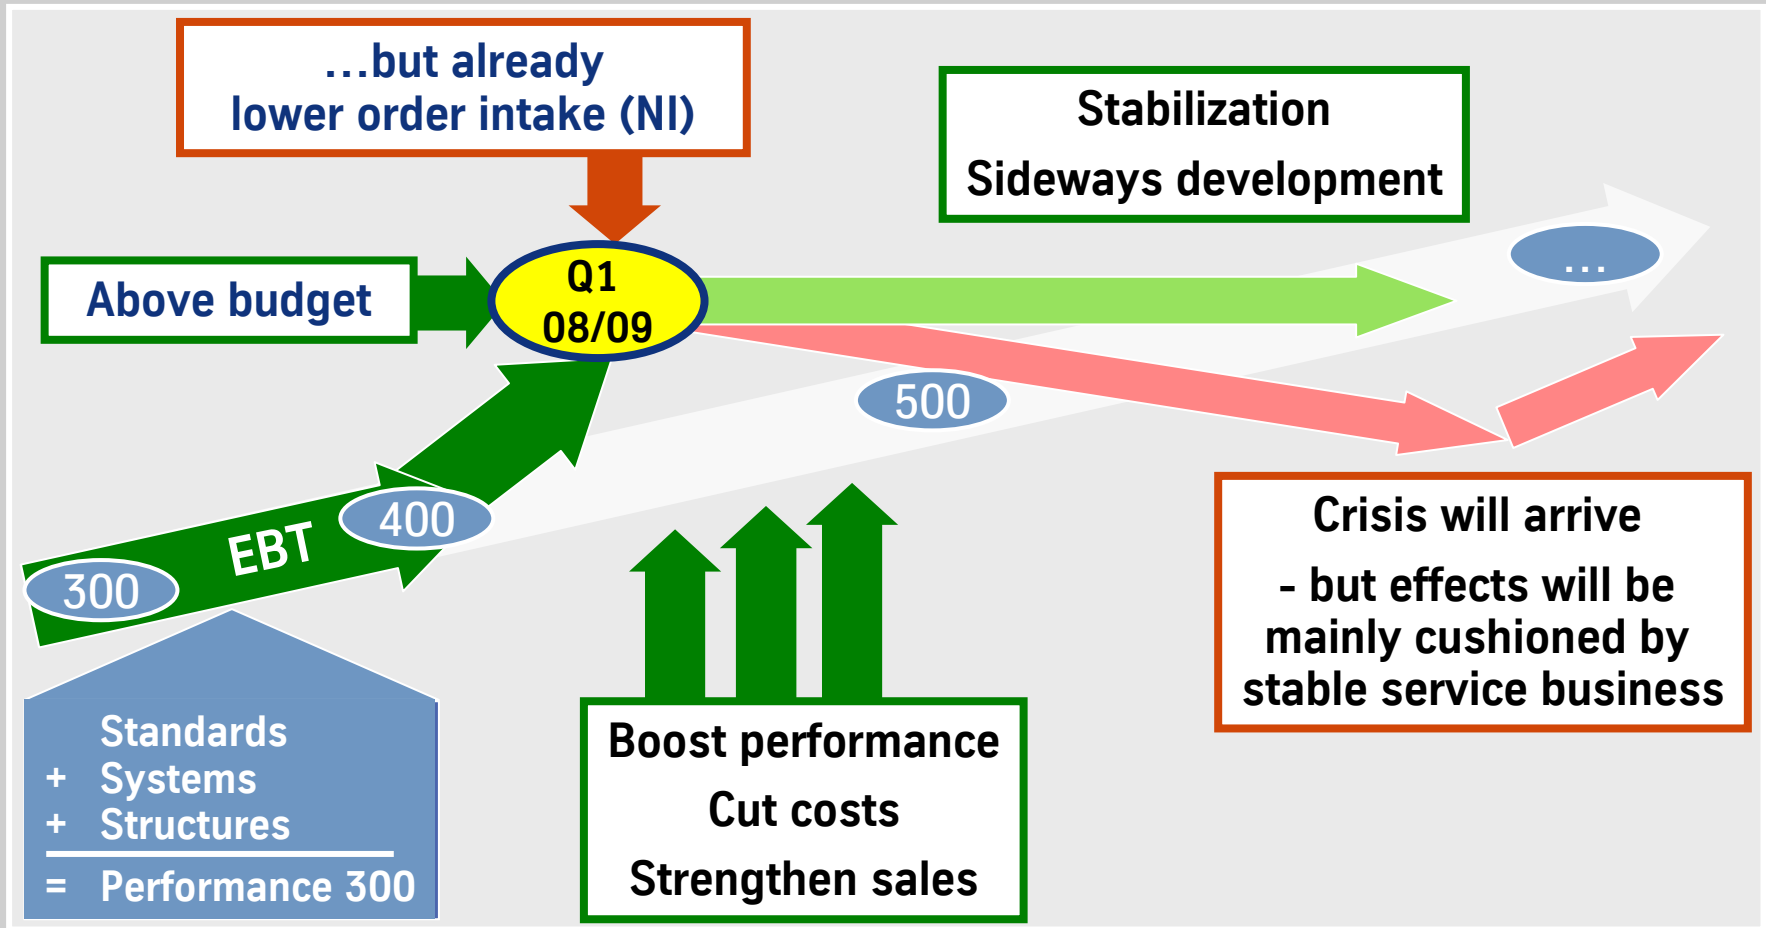 …but already
lower order intake (NI)
Stabilization
Sideways development
Above budget
Q1
08/09
...
500
400
EBT
300
Crisis will arrive
- but effects will be
mainly cushioned by
stable service business
Standards
+ Systems
+ Structures
= Performance 300
Boost performance
Cut costs
Strengthen sales